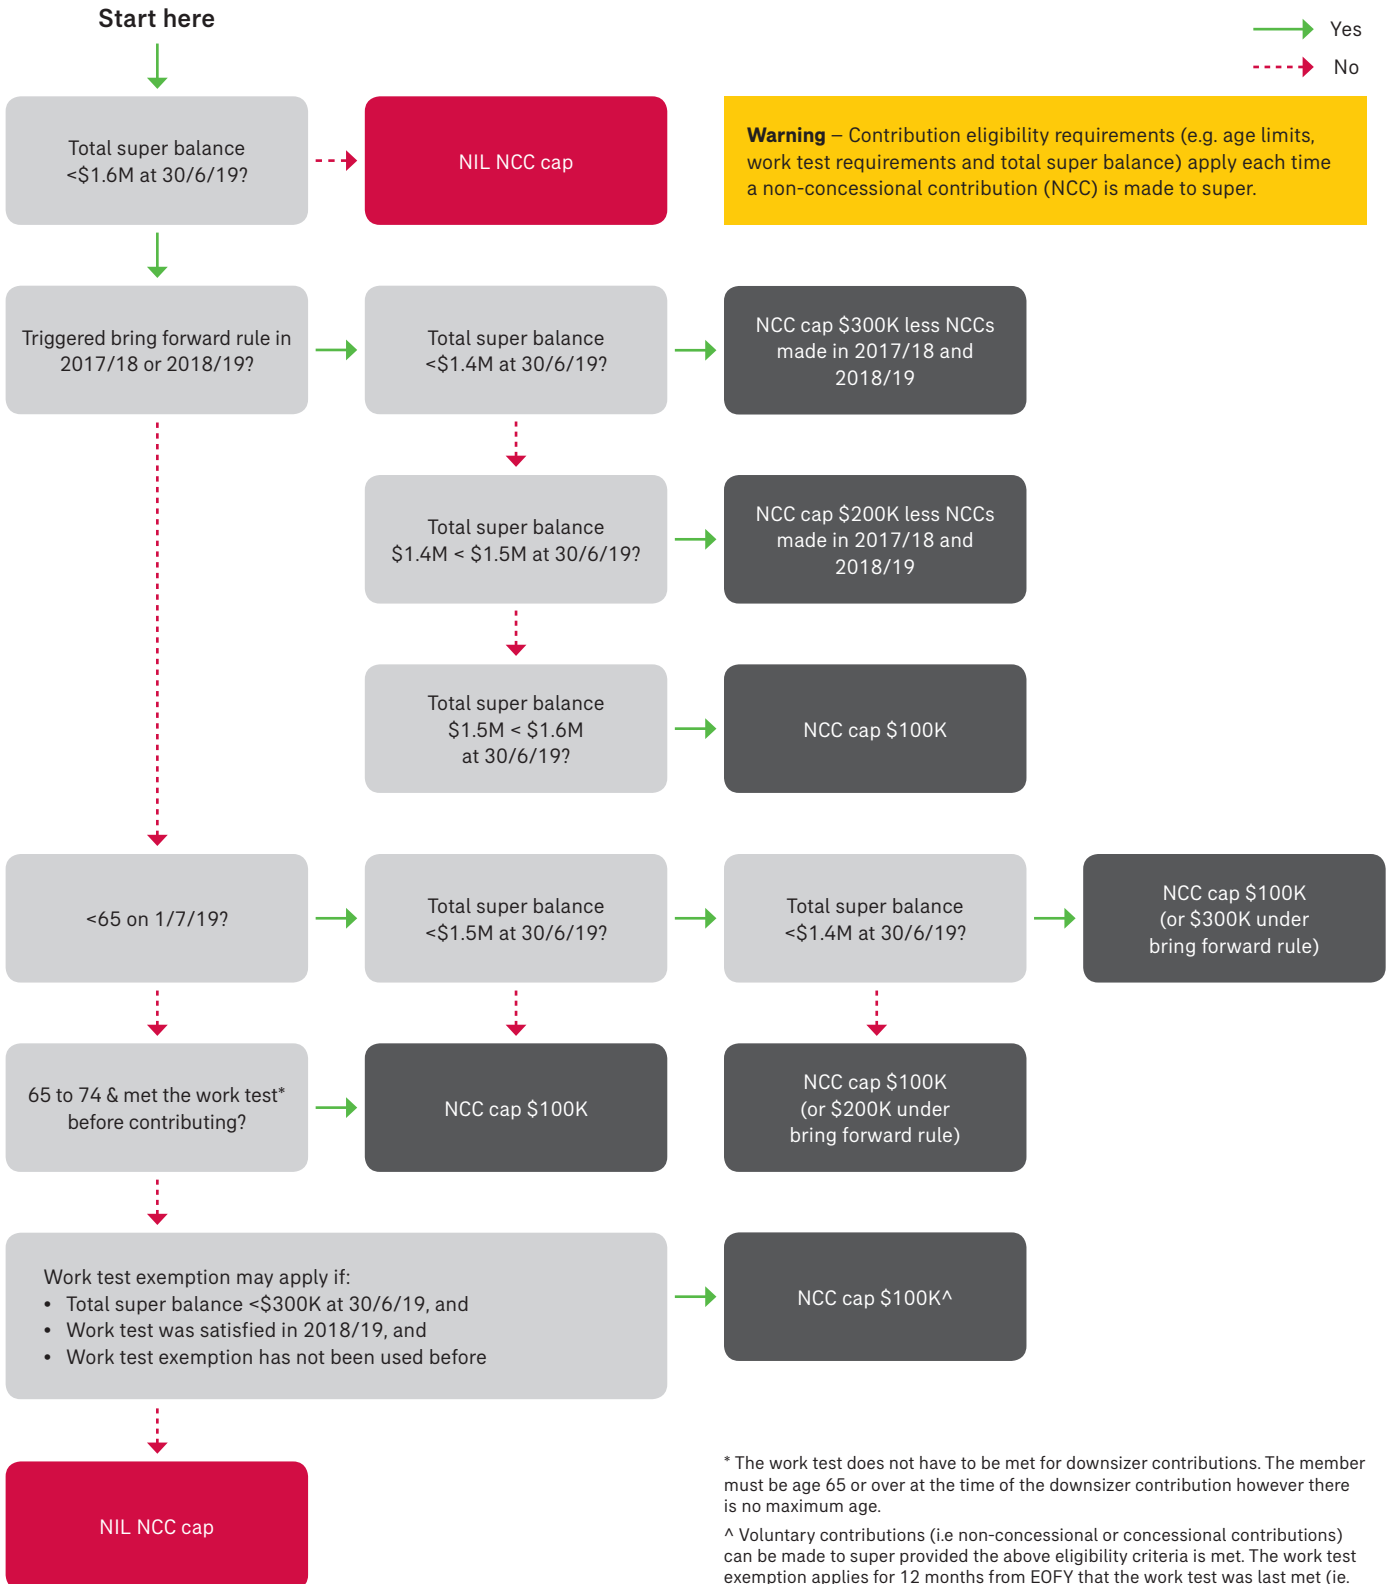 Start here
Yes
No
Total super balance
<$1.6M at 30/6/19?
NIL NCC cap
Warning – Contribution eligibility requirements (e.g. age limits,
work test requirements and total super balance) apply each time
a non-concessional contribution (NCC) is made to super.
Triggered bring forward rule in
2017/18 or 2018/19?
Total super balance
<$1.4M at 30/6/19?
NCC cap $300K less NCCs
made in 2017/18 and
2018/19
Total super balance
$1.4M < $1.5M at 30/6/19?
NCC cap $200K less NCCs
made in 2017/18 and
2018/19
Total super balance
$1.5M < $1.6M
at 30/6/19?
NCC cap $100K
<65 on 1/7/19?
Total super balance
<$1.5M at 30/6/19?
Total super balance
<$1.4M at 30/6/19?
NCC cap $100K
(or $300K under
bring forward rule)
65 to 74 & met the work test*
before contributing?
NCC cap $100K
NCC cap $100K
(or $200K under
bring forward rule)
Work test exemption may apply if:
• Total super balance <$300K at 30/6/19, and
• Work test was satisfied in 2018/19, and
• Work test exemption has not been used before
NCC cap $100K^
NIL NCC cap
* The work test does not have to be met for downsizer contributions. The member
must be age 65 or over at the time of the downsizer contribution however there
is no maximum age.
^ Voluntary contributions (i.e non-concessional or concessional contributions)
can be made to super provided the above eligibility criteria is met. The work test
exemption applies for 12 months from EOFY that the work test was last met (ie.